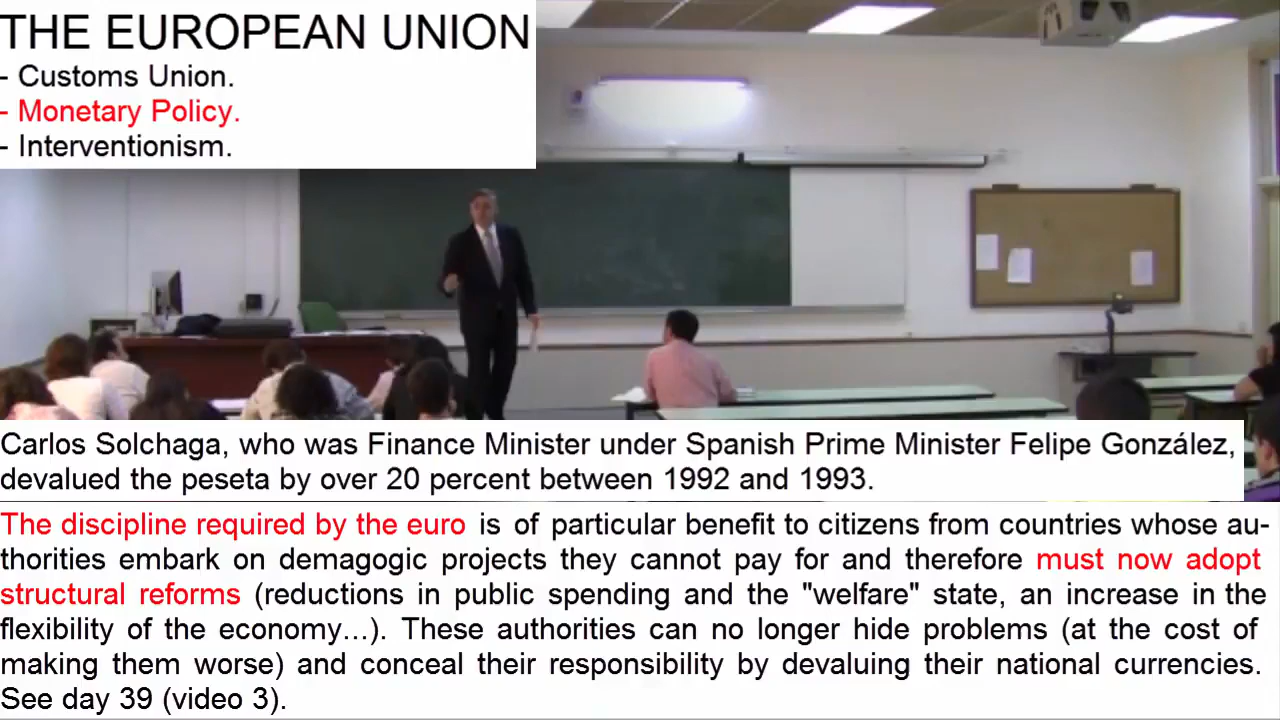 THE EUROPEAN UNION
- Customs Union.
- Monetary Policy.
- Interventionism.
Carlos Solchaga, who was Finance Minister under Spanish Prime Minister Felipe González,
devalued the peseta by over 20 percent between 1992 and 1993.
The discipline required by the euro is of particular benefit to citizens from countries whose au-
thorities embark on demagogic projects they cannot pay for and therefore must now adopt
structural reforms (reductions in public spending and the "welfare" state, an increase in the
flexibility of the economy...). These authorities can no longer hide problems (at the cost of
making them worse) and conceal their responsibility by devaluing their national currencies.
See day 39 (video 3).